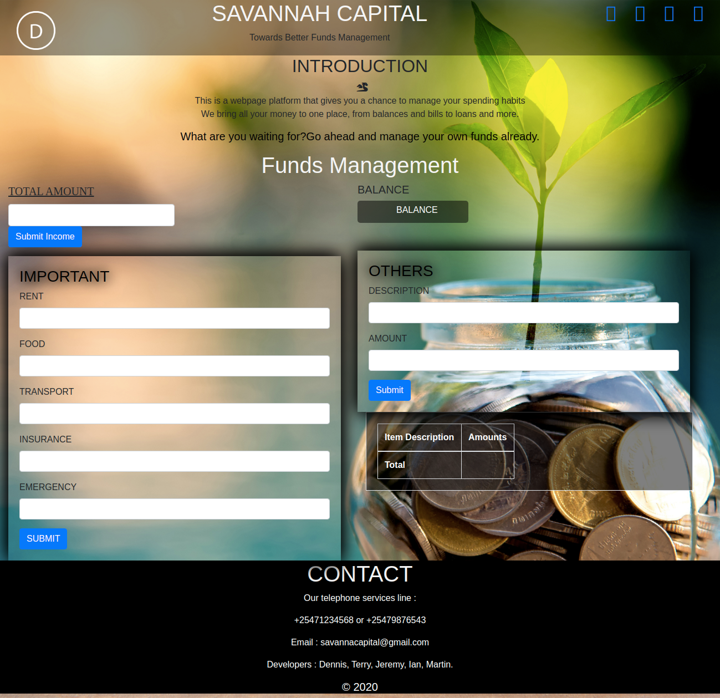 SAVANNAH CAPITAL
D
Towards Better Funds Management
INTRODUCTION
This is a webpage platform that gives you a chance to manage your spending habits
We bring all your money to one place, from balances and bills to loans and more.
What are you waiting for?Go ahead and manage your own funds already.
Funds Management
TOTAL AMOUNT
Submit Income
BALANCE
BALANCE
IMPORTANT
RENT
FOOD
TRANSPORT
INSURANCE
EMERGENCY
SUBMIT
OTHERS
DESCRIPTION
AMOUNT
Submit
Item Description Amounts
Total
CONTACT
Our telephone services line :
+25471234568 or +25479876543
Email : savannacapital@gmail.com
Developers : Dennis, Terry, Jeremy, Ian, Martin.
© 2020